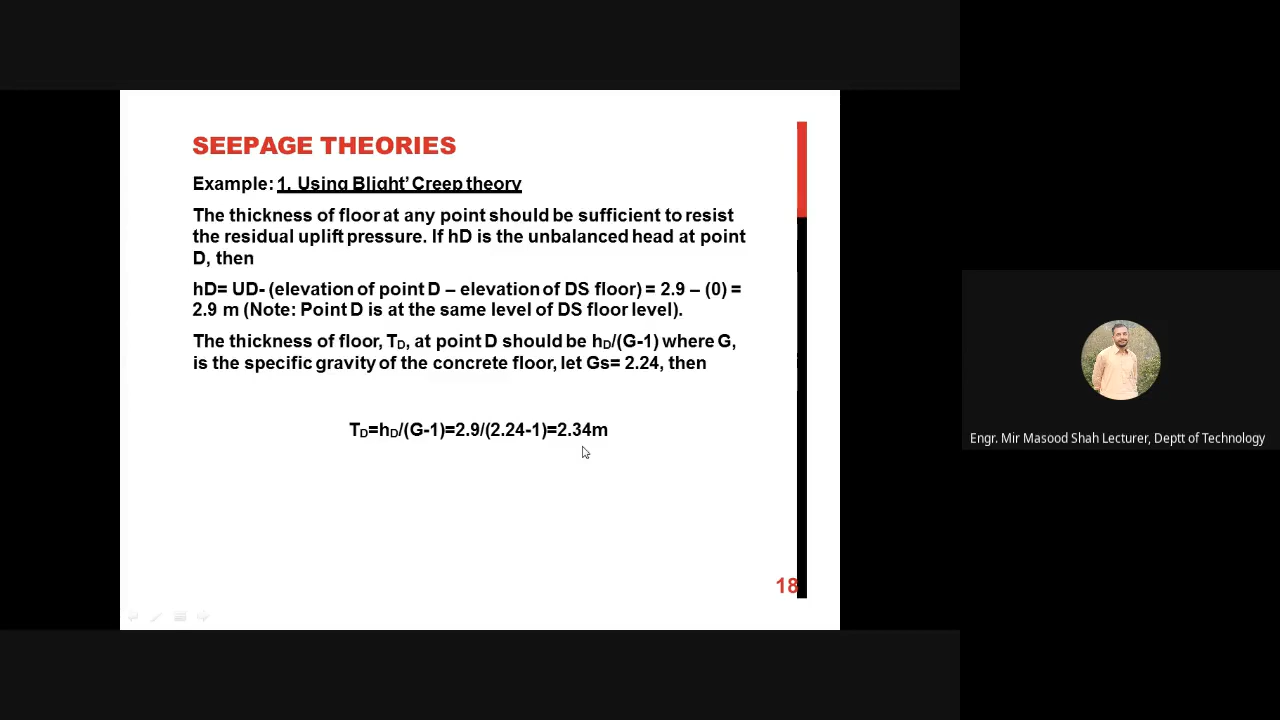 SEEPAGE THEORIES
Example: 1. Using Blight’ Creep theory
The thickness of floor at any point should be sufficient to resist
the residual uplift pressure. If hD is the unbalanced head at point
D, then
hD= UD- (elevation of point D – elevation of DS floor) = 2.9 – (0) =
2.9 m (Note: Point D is at the same level of DS floor level).
The thickness of floor, TD, at point D should be hD/(G-1) where G,
is the specific gravity of the concrete floor, let Gs= 2.24, then
TD=hD/(G-1)=2.9/(2.24-1)=2.34m
18
Engr. Mir Masood Shah Lecturer, Deptt of Technology